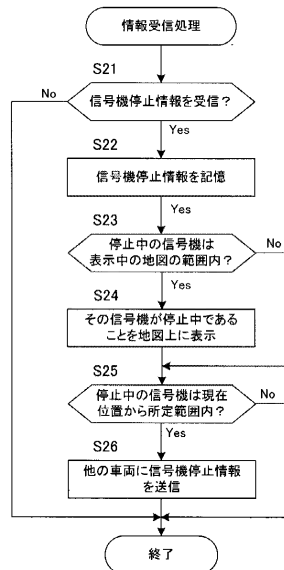 情報受信処理
S21
信号機停止情報を受信?
No
Yes
S22
信号機停止情報を記憶
Yes
S23
停止中の信号機は
表示中の地図の範囲内?
No
Yes
S24
その信号機が停止中である
ことを地図上に表示
S25
停止中の信号機は現在
位置から所定範囲内?
No
Yes
S26
他の車両に信号機停止情報
を送信
終了